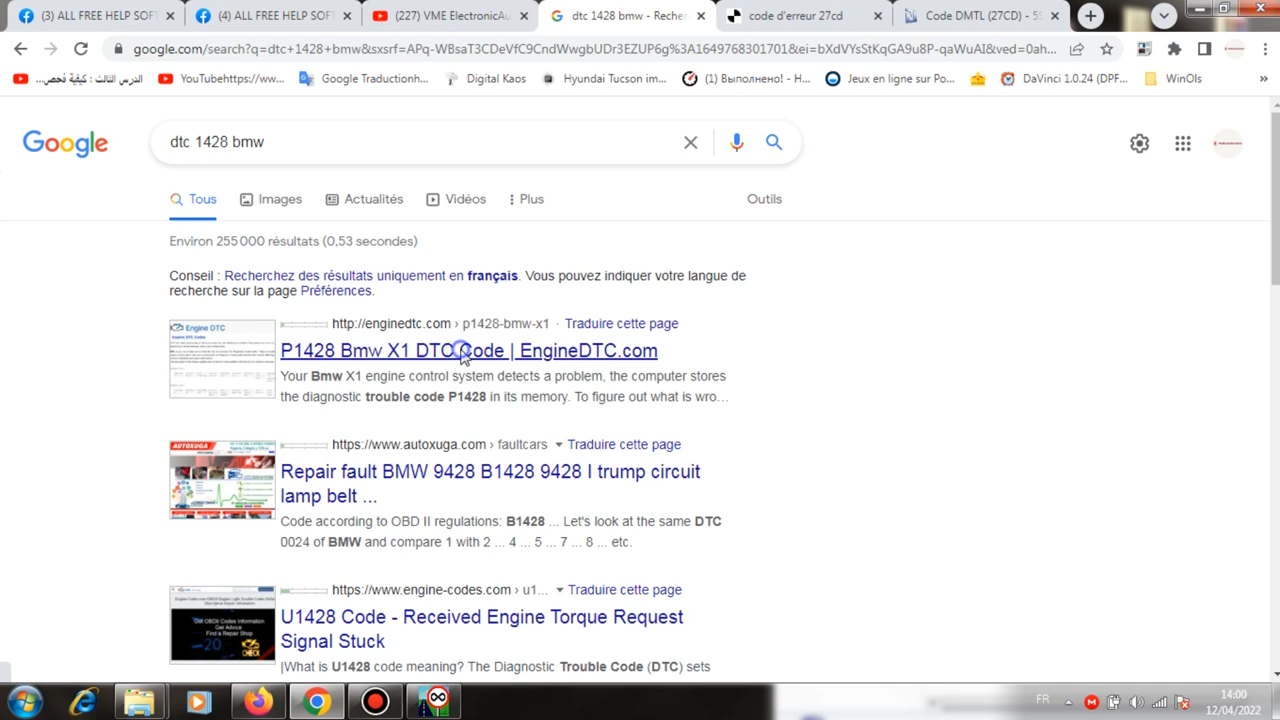 (3) ALL FREE HELP SOF
(4) ALL FREE HELP SOFT
(227) VME ElectronicA
dtc 1428 bmw - Recher
code d'erreur 27cd
Code DMTL (27CD) - 5S
google.com/search?q=dtc+1428+bmw&sxsrf=APq-WBsaT3CDeVfC9CndWwgbUDr3EZUP6g%3A1649768301701&ei=bXdVYsStKqGA9u8P-qaWuAI&ved=0ah...
الدرس الثالث : كيفية فحص...
YouTubehttps://ww...
Google Traductionh...
Digital Kaos
Hyundai Tucson im...
(1) Выполнено! - H...
Jeux en ligne sur Po...
DaVinci 1.0.24 (DPF...
WinOls
»
Google
dtc 1428 bmw
Tous
Images
Actualités
Vidéos
Plus
Outils
Environ 255 000 résultats (0,53 secondes)
Conseil : Recherchez des résultats uniquement en français. Vous pouvez indiquer votre langue de
recherche sur la page Préférences.
http://enginedtc.com › p1428-bmw-x1 · Traduire cette page
P1428 Bmw X1 DTC Code | EngineDTC.com
Your Bmw X1 engine control system detects a problem, the computer stores
the diagnostic trouble code P1428 in its memory. To figure out what is wro...
https://www.autoxuga.com › faultcars Traduire cette page
Repair fault BMW 9428 B1428 9428 I trump circuit
lamp belt ...
Code according to OBD II regulations: B1428 ... Let's look at the same DTC
0024 of BMW and compare 1 with 2 ... 4 ... 5 ... 7 ... 8 ... etc.
https://www.engine-codes.com › u1... Traduire cette page
U1428 Code - Received Engine Torque Request
Signal Stuck
|What is U1428 code meaning? The Diagnostic Trouble Code (DTC) sets
FR
14:00
12/04/2022